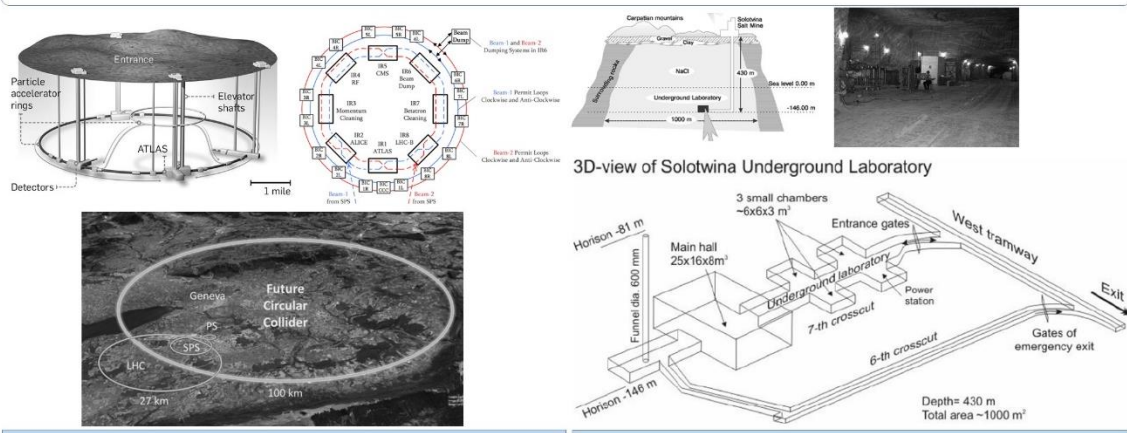 Entrance
Particle
accelerator
rings
Elevator
shafts
ATLAS
Detectors
1 mile
Beam
Dump
Beam-1 and Beam-2
Dumping Systems in IR6
IR5
CMS
IR4
RF
IR6
Beam
Dump
Beam-1 Permit Loops
Clockwise and Anti-Clockwise
IR3
Momentum
Cleaning
IR7
Betatron
Cleaning
IR2
ALICE
IR8
LHC-B
IR1
ATLAS
Beam-2 Permit Loops
Clockwise and Anti-Clockwise
Beam-1
from SPS
Beam-2
from SPS
Geneva
Future
Circular
Collider
PS
SPS
LHC
27 km
100 km
Carpatian mountains
Solotwina
Salt Mine
Gravel
Clay
Surrounding rocks
NaCl
430 m
Sea level 0.00 m
Underground Laboratory
-146.00 m
1000 m
3D-view of Solotwina Underground Laboratory
3 small chambers
~6x6x3 m³
Entrance gates
West tramway
Horison -81 m
Main hall
25x16x8m³
Funnel dia. 600 mm
Underground laboratory
Power
station
Exit
7-th crosscut
Gates of
emergency exit
6-th crosscut
Horison -146 m
Depth= 430 m
Total area ~1000 m²